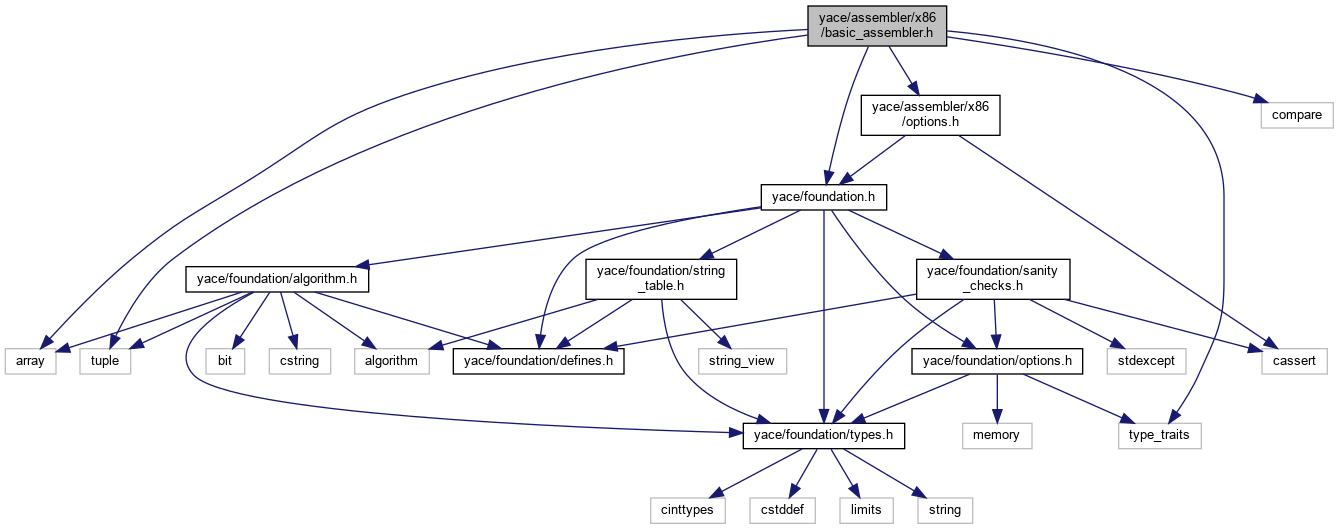 yace/assembler/x86
/basic_assembler.h
yace/assembler/x86
/options.h
compare
yace/foundation.h
yace/foundation/algorithm.h
yace/foundation/string
_table.h
yace/foundation/sanity
_checks.h
array
tuple
bit
cstring
algorithm
yace/foundation/defines.h
string_view
yace/foundation/options.h
stdexcept
cassert
yace/foundation/types.h
memory
type_traits
cinttypes
cstddef
limits
string